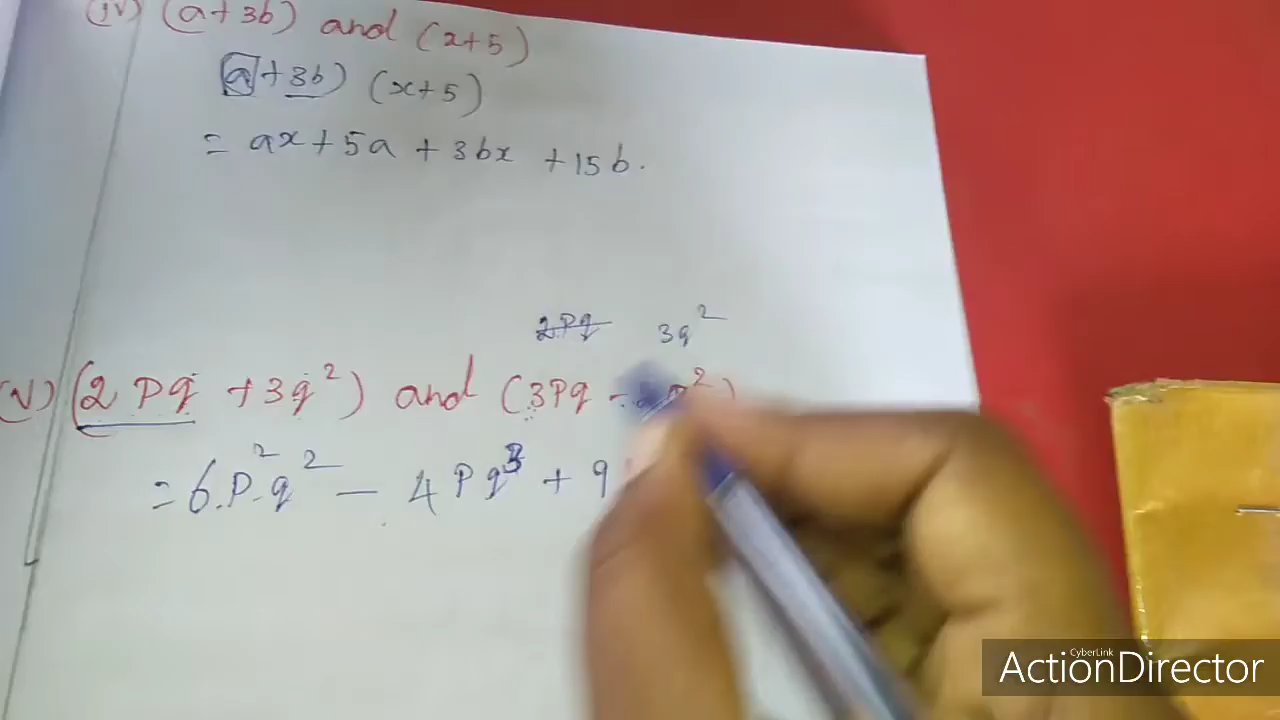 (iv) (a+3b) and (x+5)
(a+3b) (x+5)
= ax+5a+3bx+15b.
2pq 3q²
(v) (2pq+3q²) and (3pq - q²)
= 6p²q² - 4pq³ + 9
CyberLink
ActionDirector